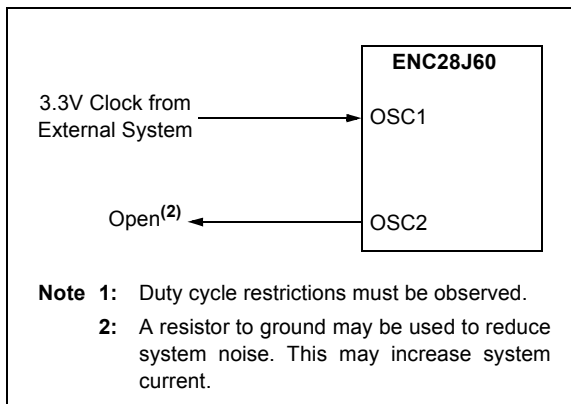 ENC28J60
3.3V Clock from
External System
OSC1
Open(2)
OSC2
Note 1: Duty cycle restrictions must be observed.
2: A resistor to ground may be used to reduce
system noise. This may increase system
current.